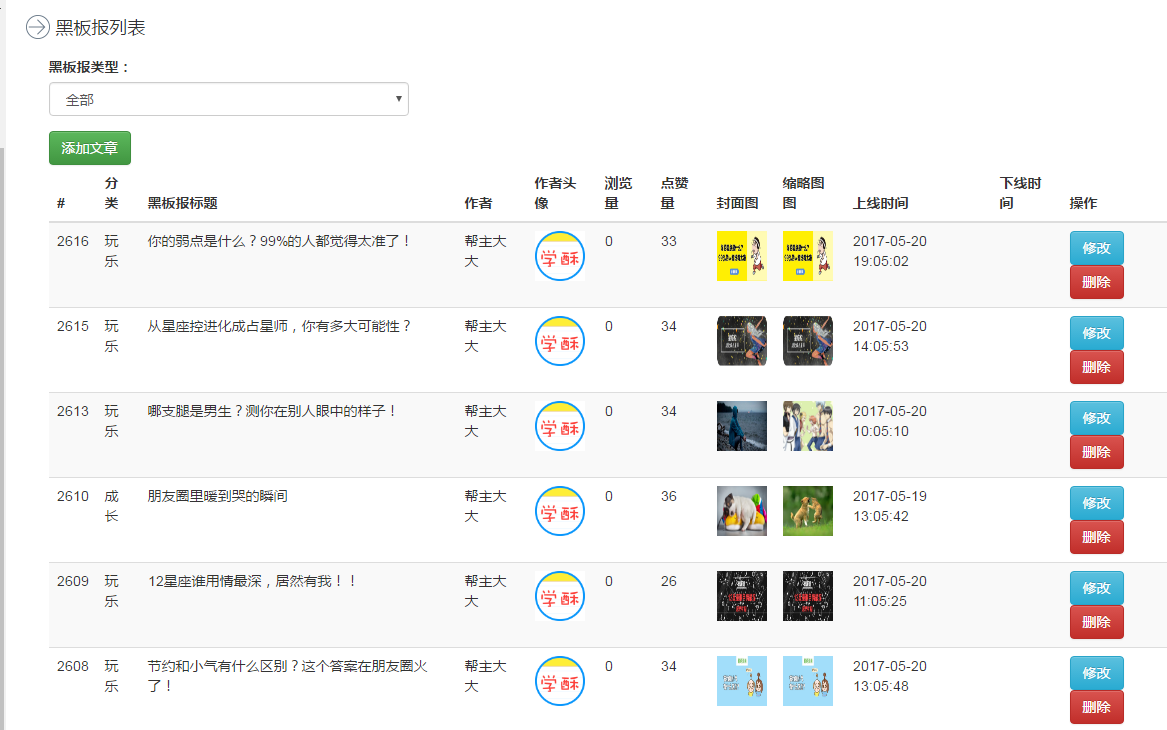 黑板报列表
黑板报类型：
全部
添加文章
# 分类 黑板报标题 作者 作者头像 浏览量 点赞量 封面图 缩略图图 上线时间 下线时间 操作
2616 玩乐 你的弱点是什么？99%的人都觉得太准了！ 帮主大大 学酥 0 33 2017-05-20 19:05:02 修改 删除
2615 玩乐 从星座控进化成占星师，你有多大可能性？ 帮主大大 学酥 0 34 2017-05-20 14:05:53 修改 删除
2613 玩乐 哪支腿是男生？测你在别人眼中的样子！ 帮主大大 学酥 0 34 2017-05-20 10:05:10 修改 删除
2610 成长 朋友圈里暖到哭的瞬间 帮主大大 学酥 0 36 2017-05-19 13:05:42 修改 删除
2609 玩乐 12星座谁用情最深，居然有我！！ 帮主大大 学酥 0 26 2017-05-20 11:05:25 修改 删除
2608 玩乐 节约和小气有什么区别？这个答案在朋友圈火了！ 帮主大大 学酥 0 34 2017-05-20 13:05:48 修改 删除